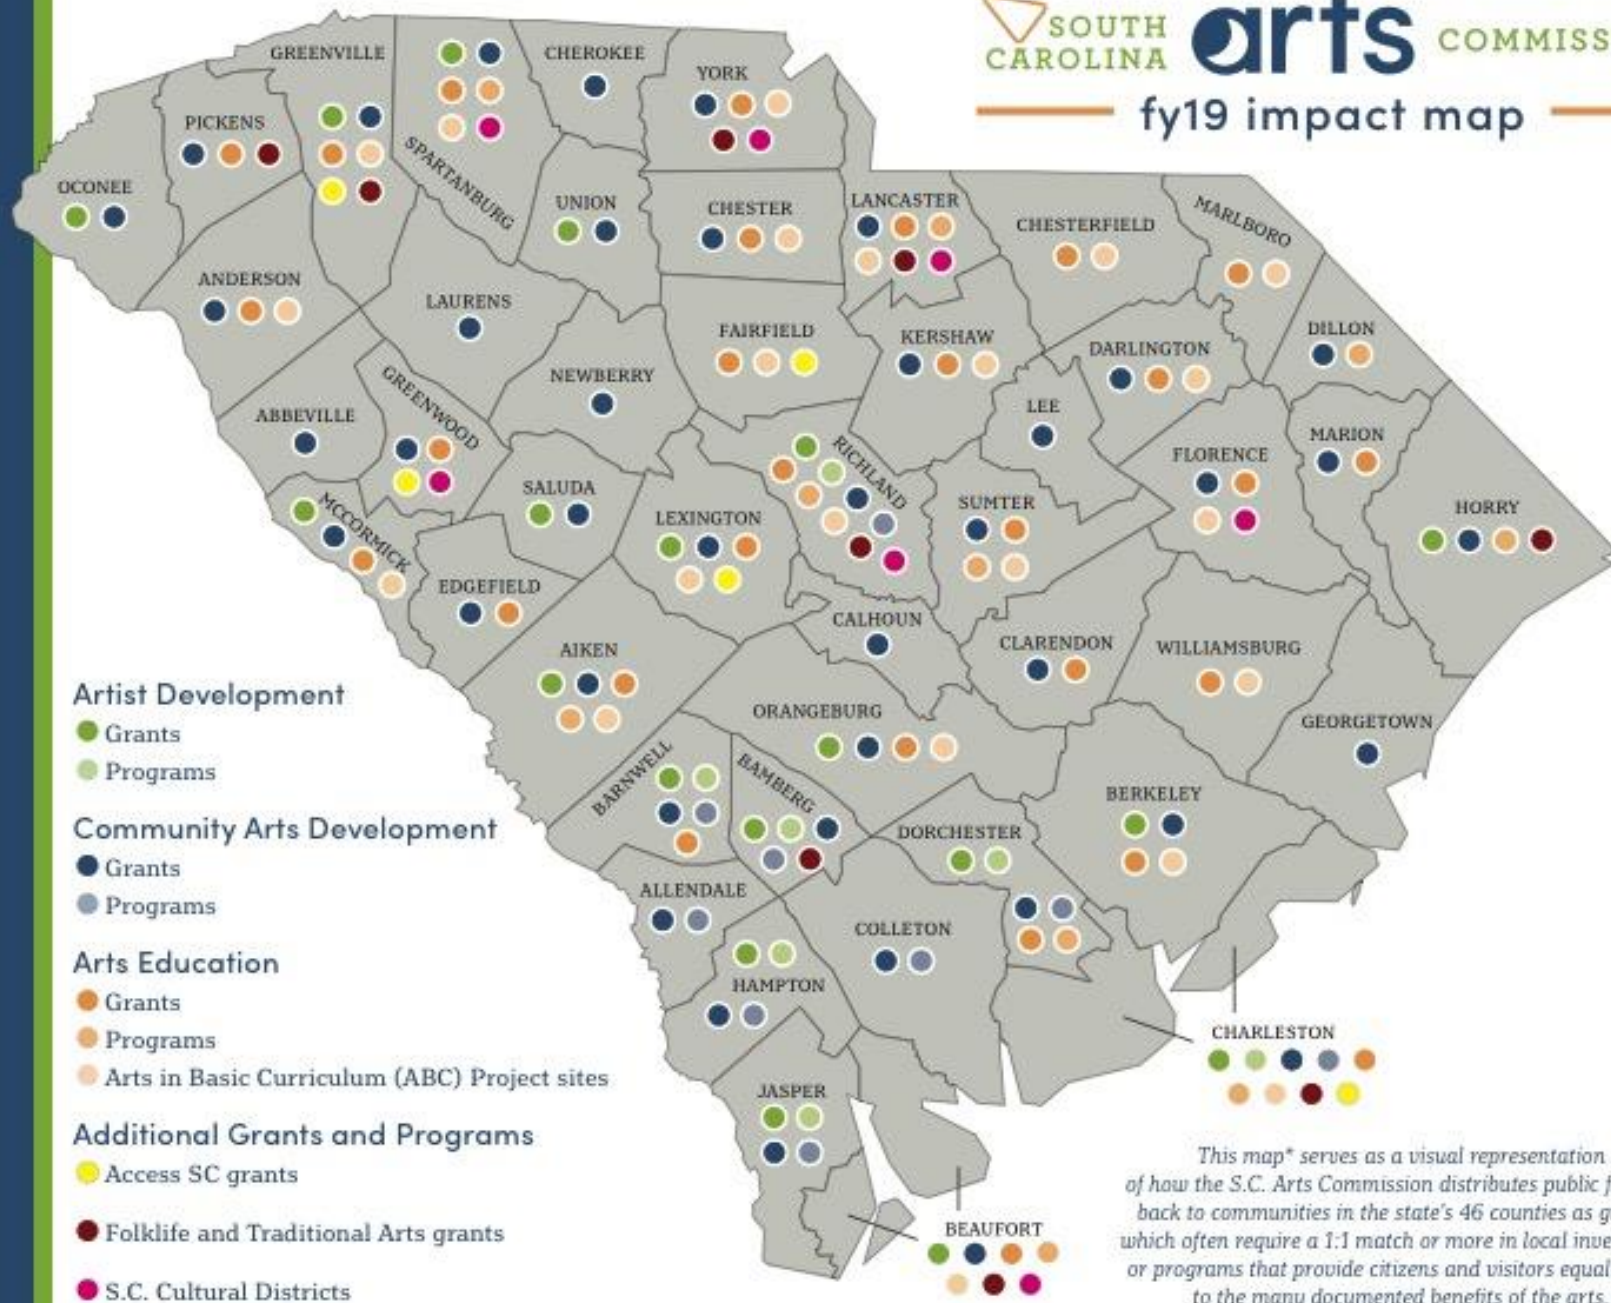 SOUTH
CAROLINA
arts
COMMISS
fy19 impact map
GREENVILLE
CHEROKEE
YORK
PICKENS
SPARTANBURG
OCONEE
UNION
CHESTER
LANCASTER
CHESTERFIELD
MARLBORO
ANDERSON
LAURENS
FAIRFIELD
KERSHAW
DARLINGTON
DILLON
NEWBERRY
GREENWOOD
ABBEVILLE
LEE
MARION
RICHLAND
FLORENCE
SALUDA
LEXINGTON
SUMTER
HORRY
MCCORMICK
EDGEFIELD
CALHOUN
AIKEN
CLARENDON
WILLIAMSBURG
ORANGEBURG
GEORGETOWN
BARNWELL
BAMBERG
BERKELEY
DORCHESTER
ALLENDALE
COLLETON
HAMPTON
CHARLESTON
JASPER
BEAUFORT
Artist Development
Grants
Programs
Community Arts Development
Grants
Programs
Arts Education
Grants
Programs
Arts in Basic Curriculum (ABC) Project sites
Additional Grants and Programs
Access SC grants
Folklife and Traditional Arts grants
S.C. Cultural Districts
This map* serves as a visual representation
of how the S.C. Arts Commission distributes public f
back to communities in the state's 46 counties as g
which often require a 1:1 match or more in local inve
or programs that provide citizens and visitors equal
to the many documented benefits of the arts.